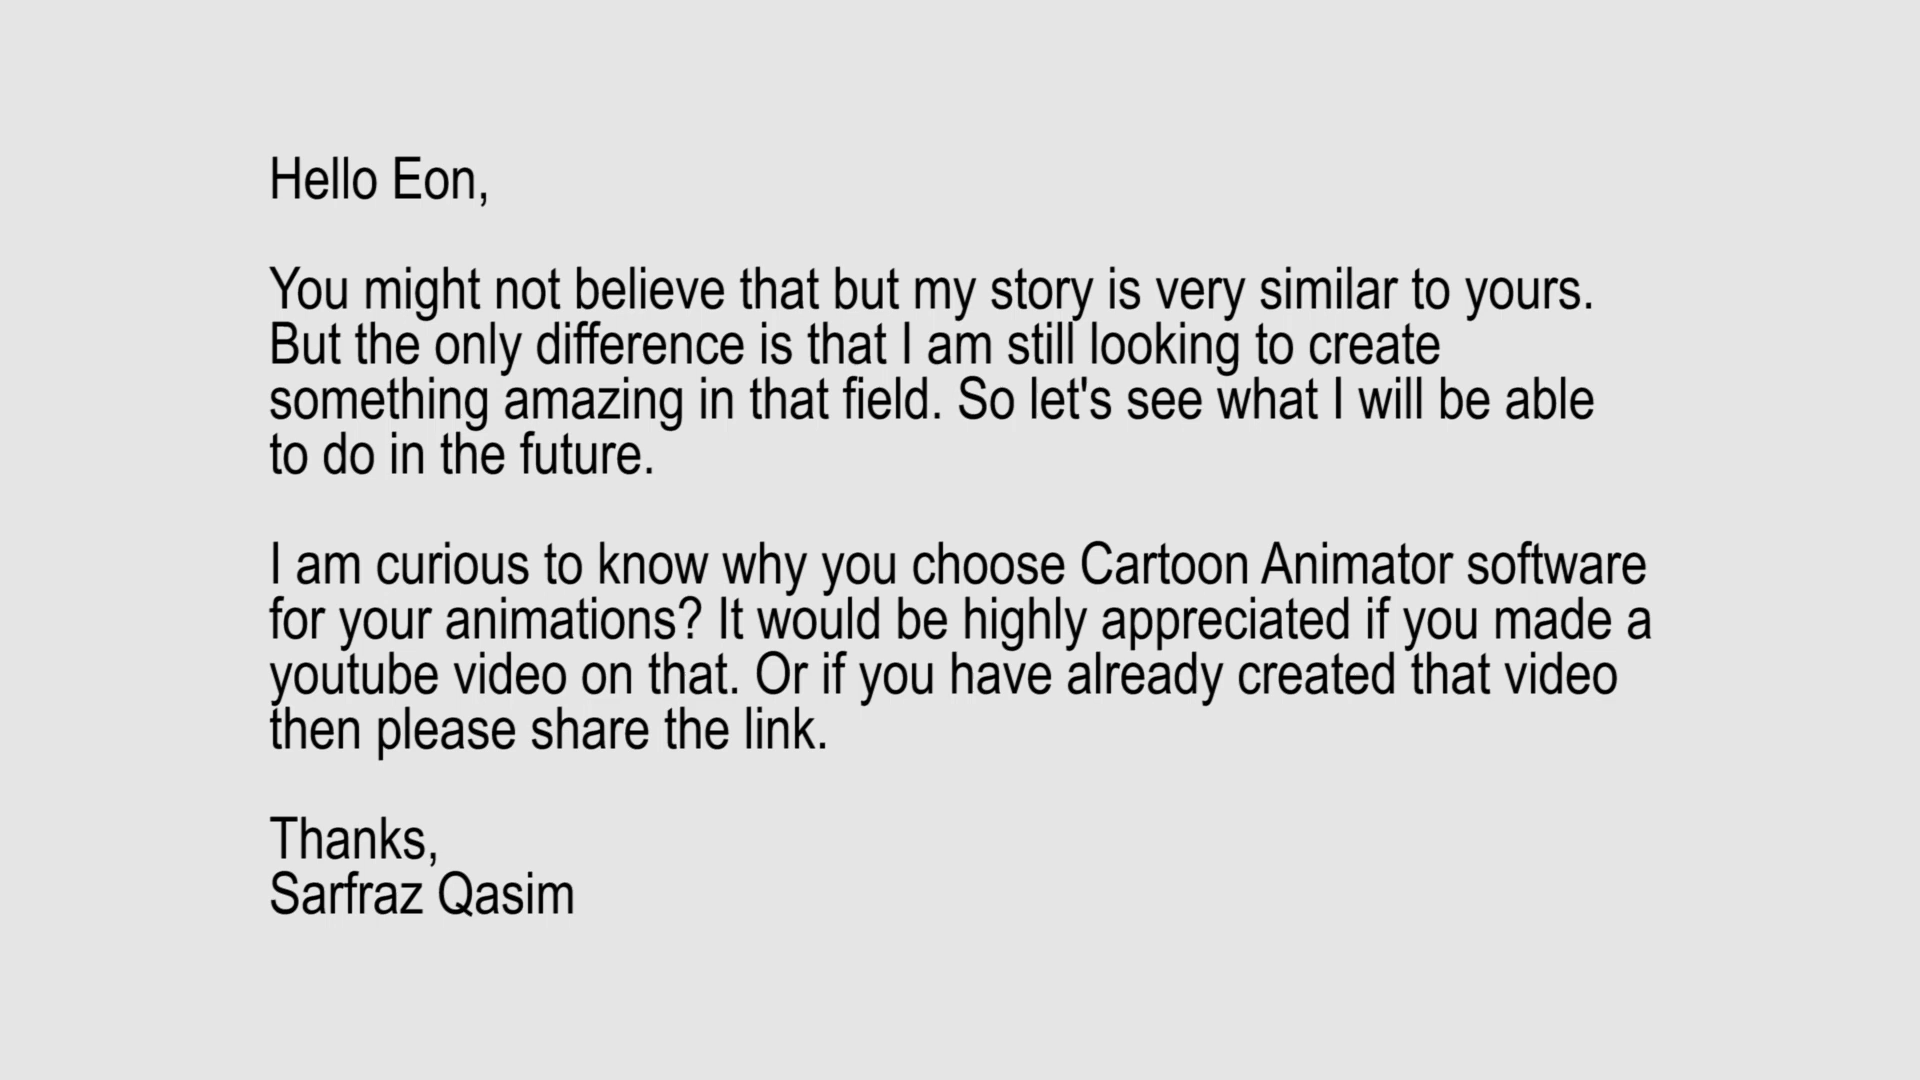 Hello Eon,
You might not believe that but my story is very similar to yours.
But the only difference is that I am still looking to create
something amazing in that field. So let's see what I will be able
to do in the future.
I am curious to know why you choose Cartoon Animator software
for your animations? It would be highly appreciated if you made a
youtube video on that. Or if you have already created that video
then please share the link.
Thanks,
Sarfraz Qasim